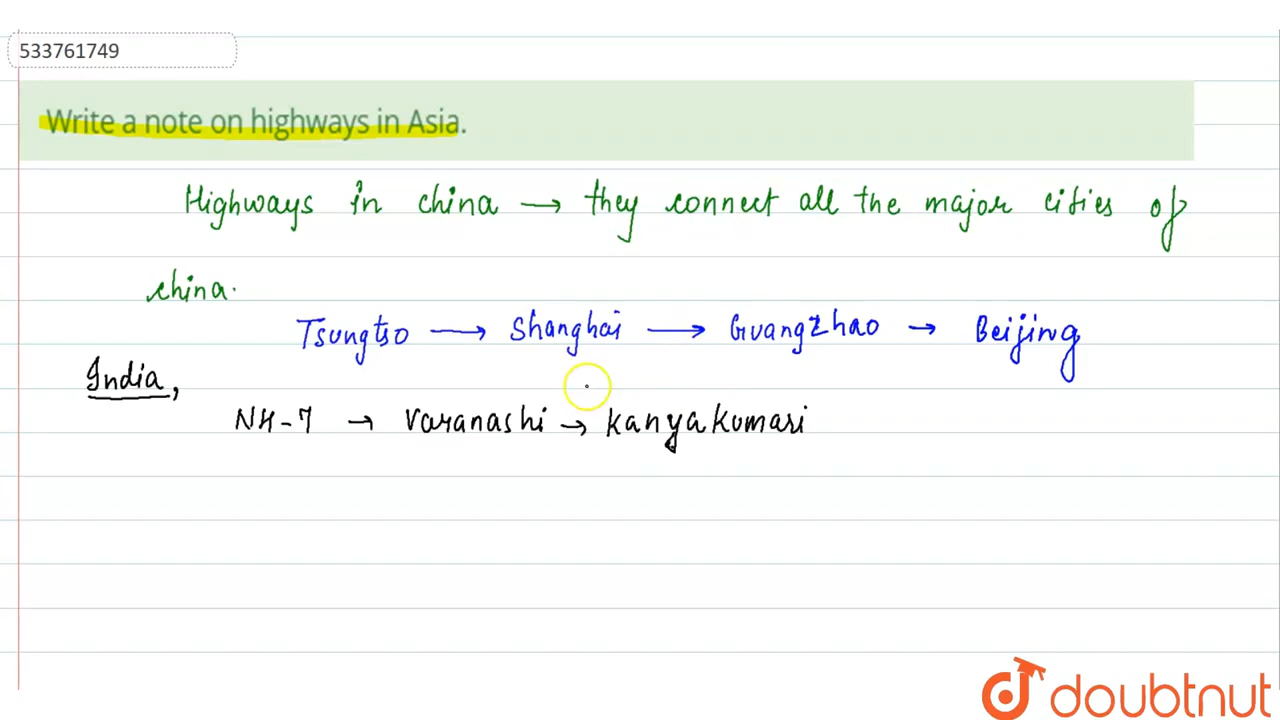 533761749
Write a note on highways in Asia.
Highways in china → they connect all the major cities of
china.
Tsungtso → Shanghai → Guangzhao → Beijing
India,
NH-7 → Varanashi → Kanyakumari
doubtnut